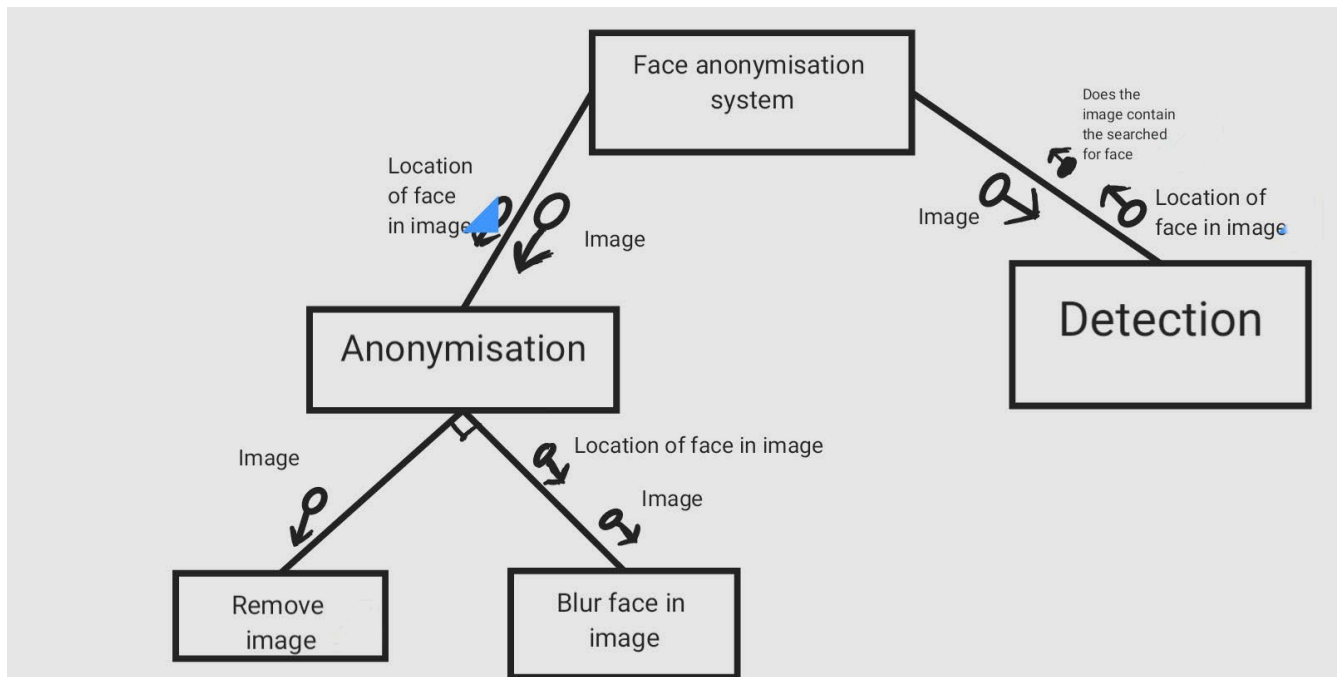 Face anonymisation
system
Does the
image contain
the searched
for face
Location
of face
in image
Image
Image
Location of
face in image
Anonymisation
Detection
Image
Location of face in image
Image
Remove
image
Blur face in
image